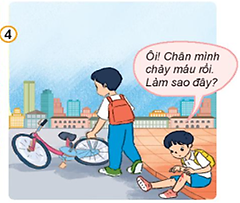 4
Ôi! Chân mình
chảy máu rồi.
Làm sao đây?